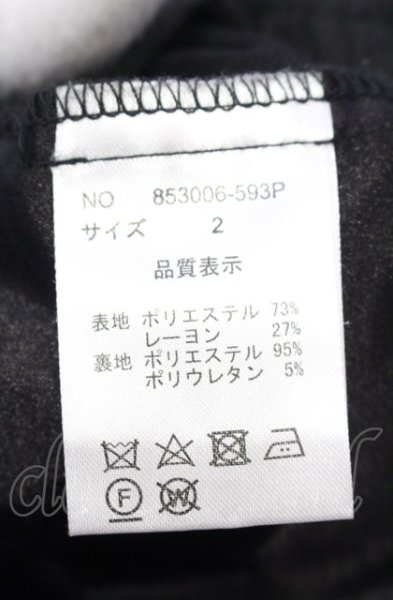 NO 853006-593P
サイズ 2
品質表示
表地 ポリエステル 73%
レーヨン 27%
裏地 ポリエステル 95%
ポリウレタン 5%
F W